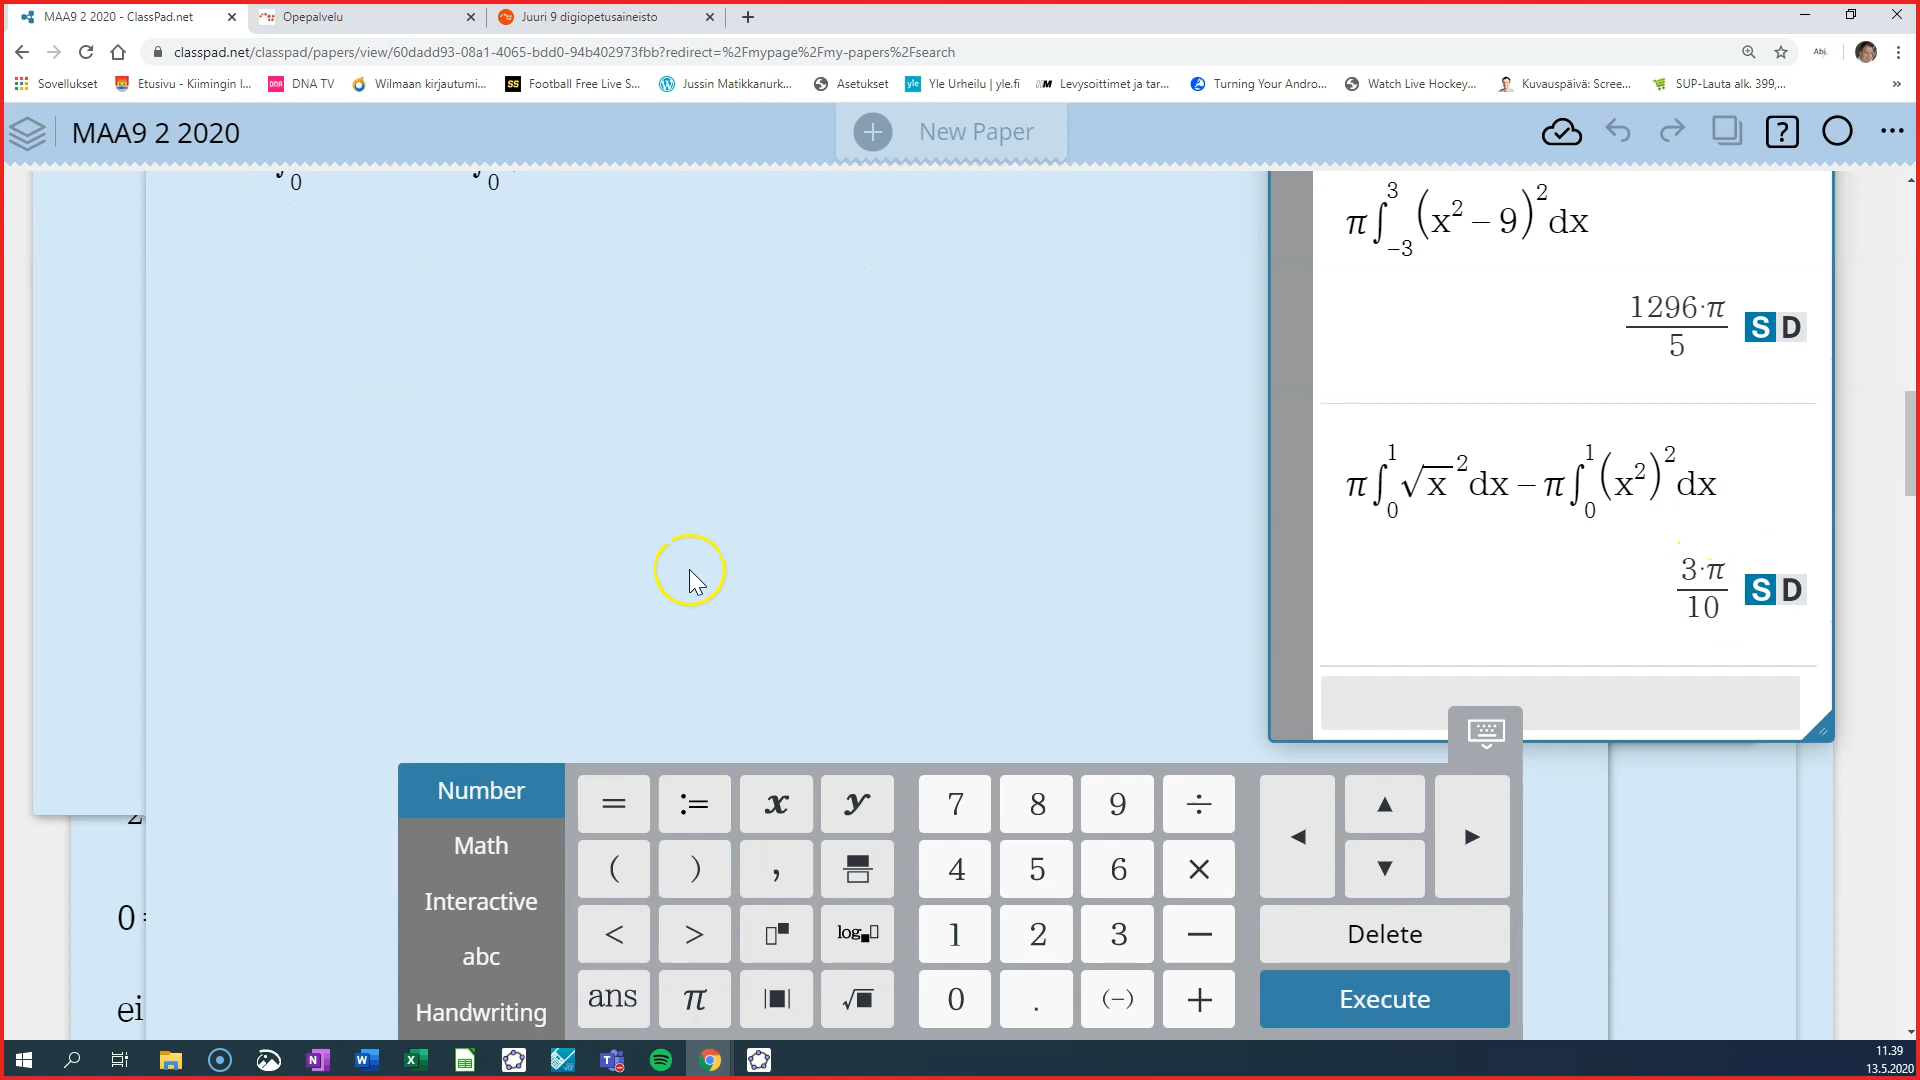 MAA9 2 2020 - ClassPad.net
Opepalvelu
Juuri 9 digiopetusaineisto
classpad.net/classpad/papers/view/60dadd93-08a1-4065-bdd0-94b402973fbb?redirect=%2Fmypage%2Fmy-papers%2Fsearch
Sovellukset
Etusivu - Kiimingin l...
DNA TV
Wilmaan kirjautumi...
Football Free Live S...
Jussin Matikkanurk...
Asetukset
Yle Urheilu | yle.fi
Levysoittimet ja tar...
Turning Your Andro...
Watch Live Hockey...
Kuvauspäivä: Scree...
SUP-Lauta alk. 399,...
MAA9 2 2020
New Paper
0 0
π∫₋₃³(x²–9)²dx
1296·π
5
S D
π∫₀¹√x²dx–π∫₀¹(x²)²dx
3·π
10
S D
0
ei
Number
Math
Interactive
abc
Handwriting
= := x y 7 8 9 ÷
( ) , 4 5 6 ×
< > log 1 2 3 – Delete
ans π 0 . (–) + Execute
11.39
13.5.2020